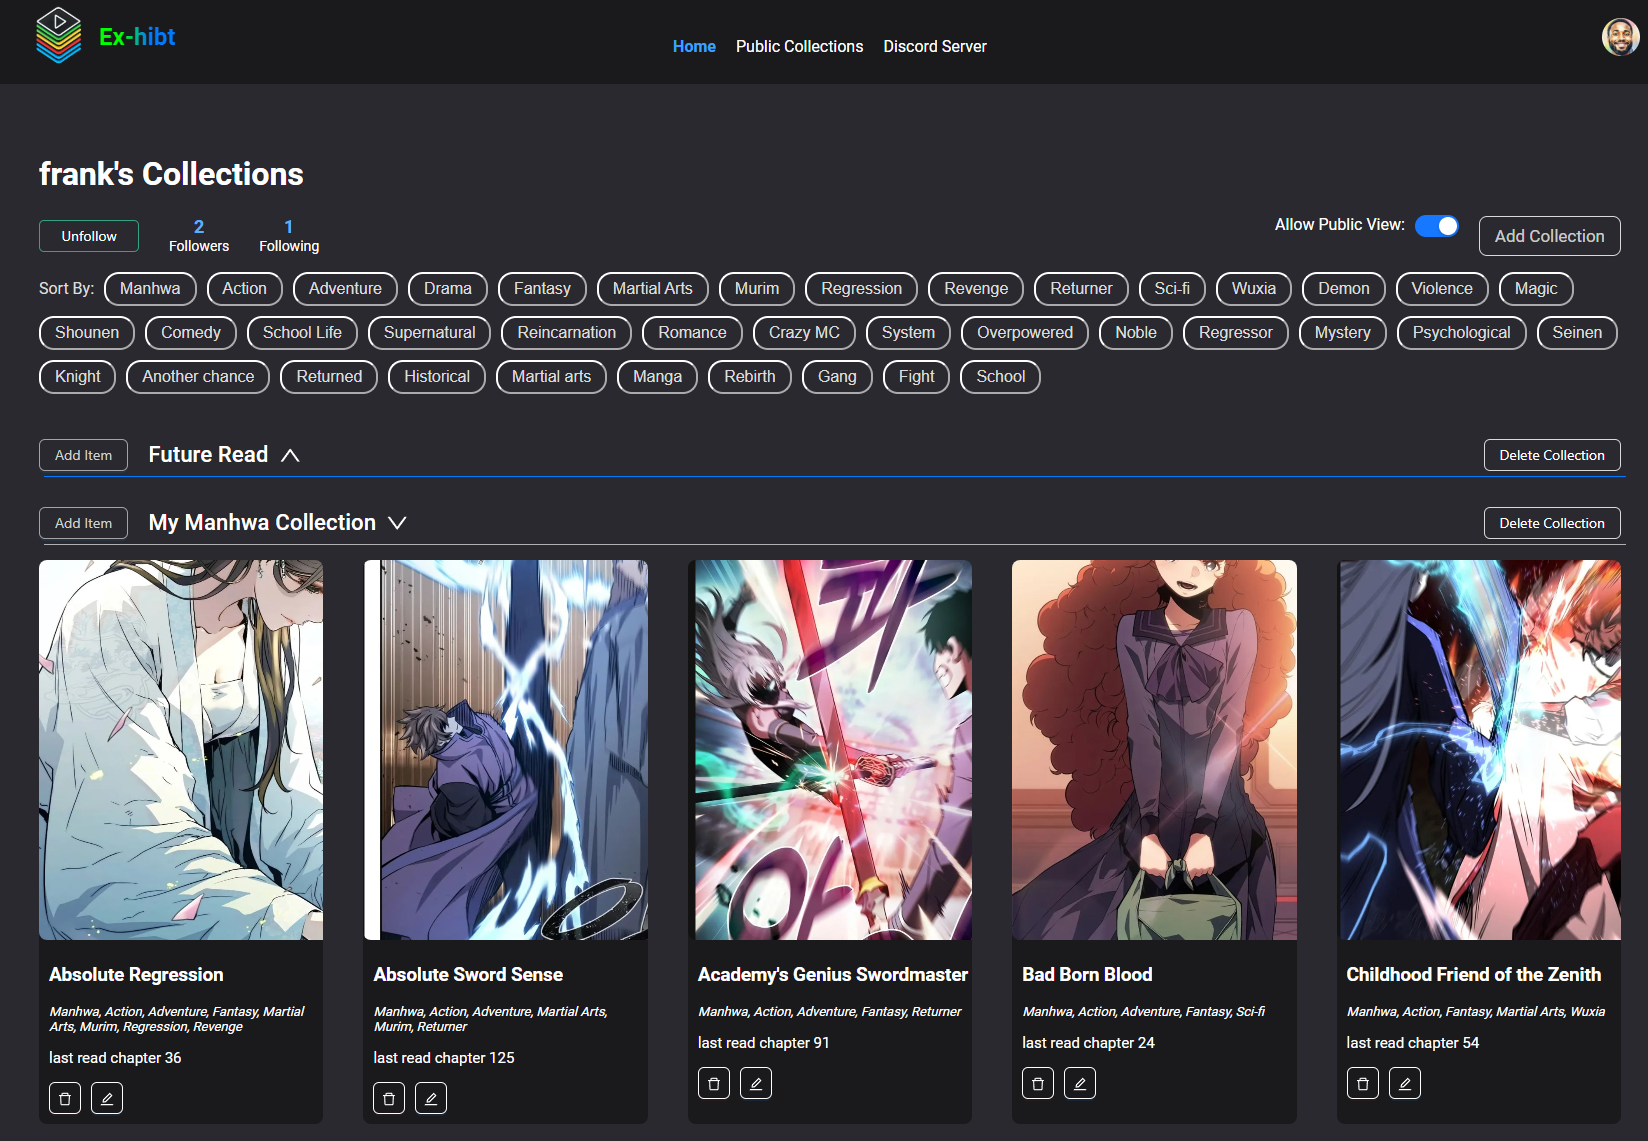 Ex-hibt
Home Public Collections Discord Server
frank's Collections
Unfollow
2
Followers
1
Following
Allow Public View:
Add Collection
Sort By: Manhwa Action Adventure Drama Fantasy Martial Arts Murim Regression Revenge Returner Sci-fi Wuxia Demon Violence Magic
Shounen Comedy School Life Supernatural Reincarnation Romance Crazy MC System Overpowered Noble Regressor Mystery Psychological Seinen
Knight Another chance Returned Historical Martial arts Manga Rebirth Gang Fight School
Add Item Future Read Delete Collection
Add Item My Manhwa Collection Delete Collection
Absolute Regression
Manhwa, Action, Adventure, Fantasy, Martial
Arts, Murim, Regression, Revenge
last read chapter 36
Absolute Sword Sense
Manhwa, Action, Adventure, Martial Arts,
Murim, Returner
last read chapter 125
Academy's Genius Swordmaster
Manhwa, Action, Adventure, Fantasy, Returner
last read chapter 91
Bad Born Blood
Manhwa, Action, Adventure, Fantasy, Sci-fi
last read chapter 24
Childhood Friend of the Zenith
Manhwa, Action, Fantasy, Martial Arts, Wuxia
last read chapter 54